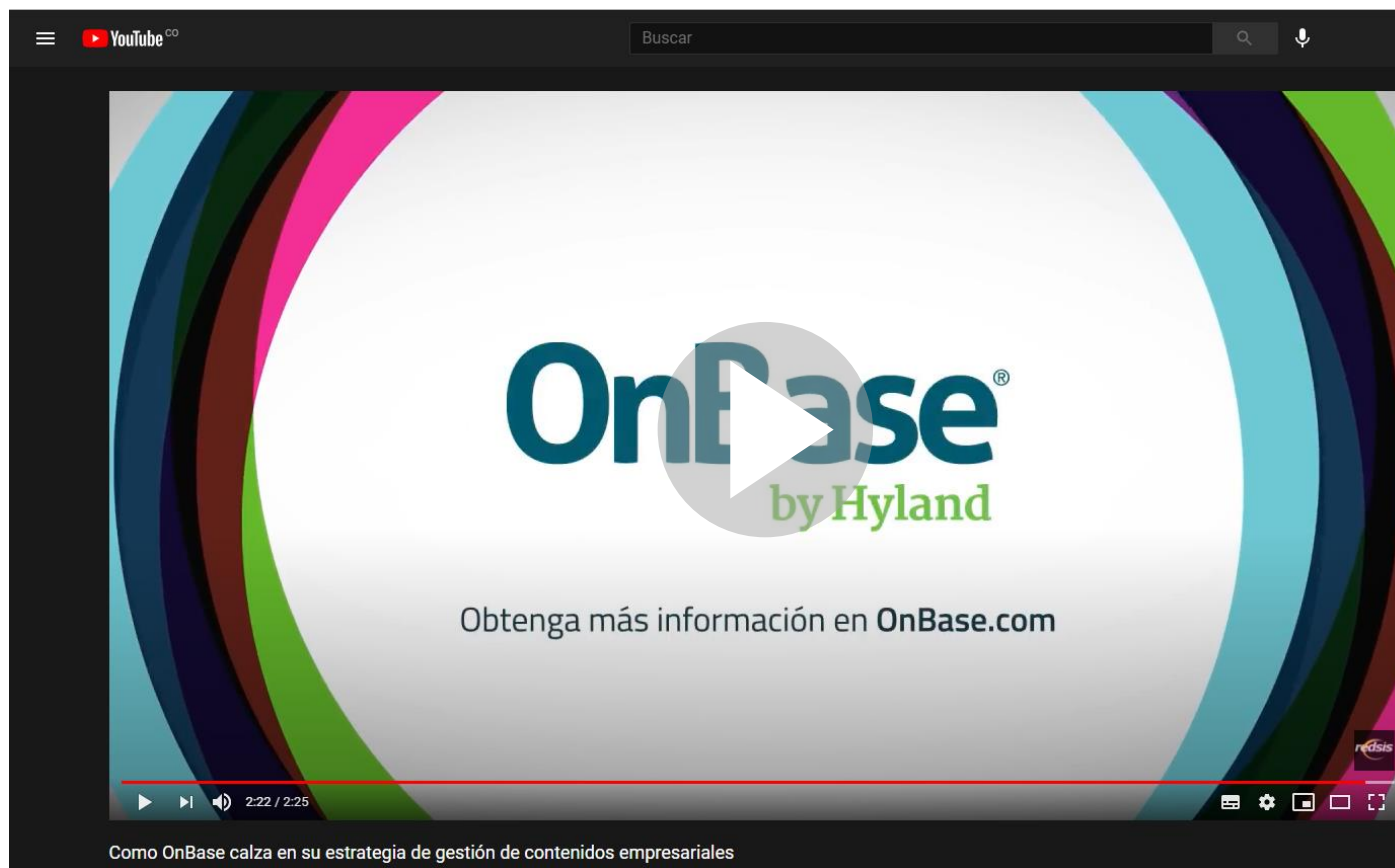 YouTube CO
Buscar
OnBase®
by Hyland
Obtenga más información en OnBase.com
redsis
2:22 / 2:25
Como OnBase calza en su estrategia de gestión de contenidos empresariales